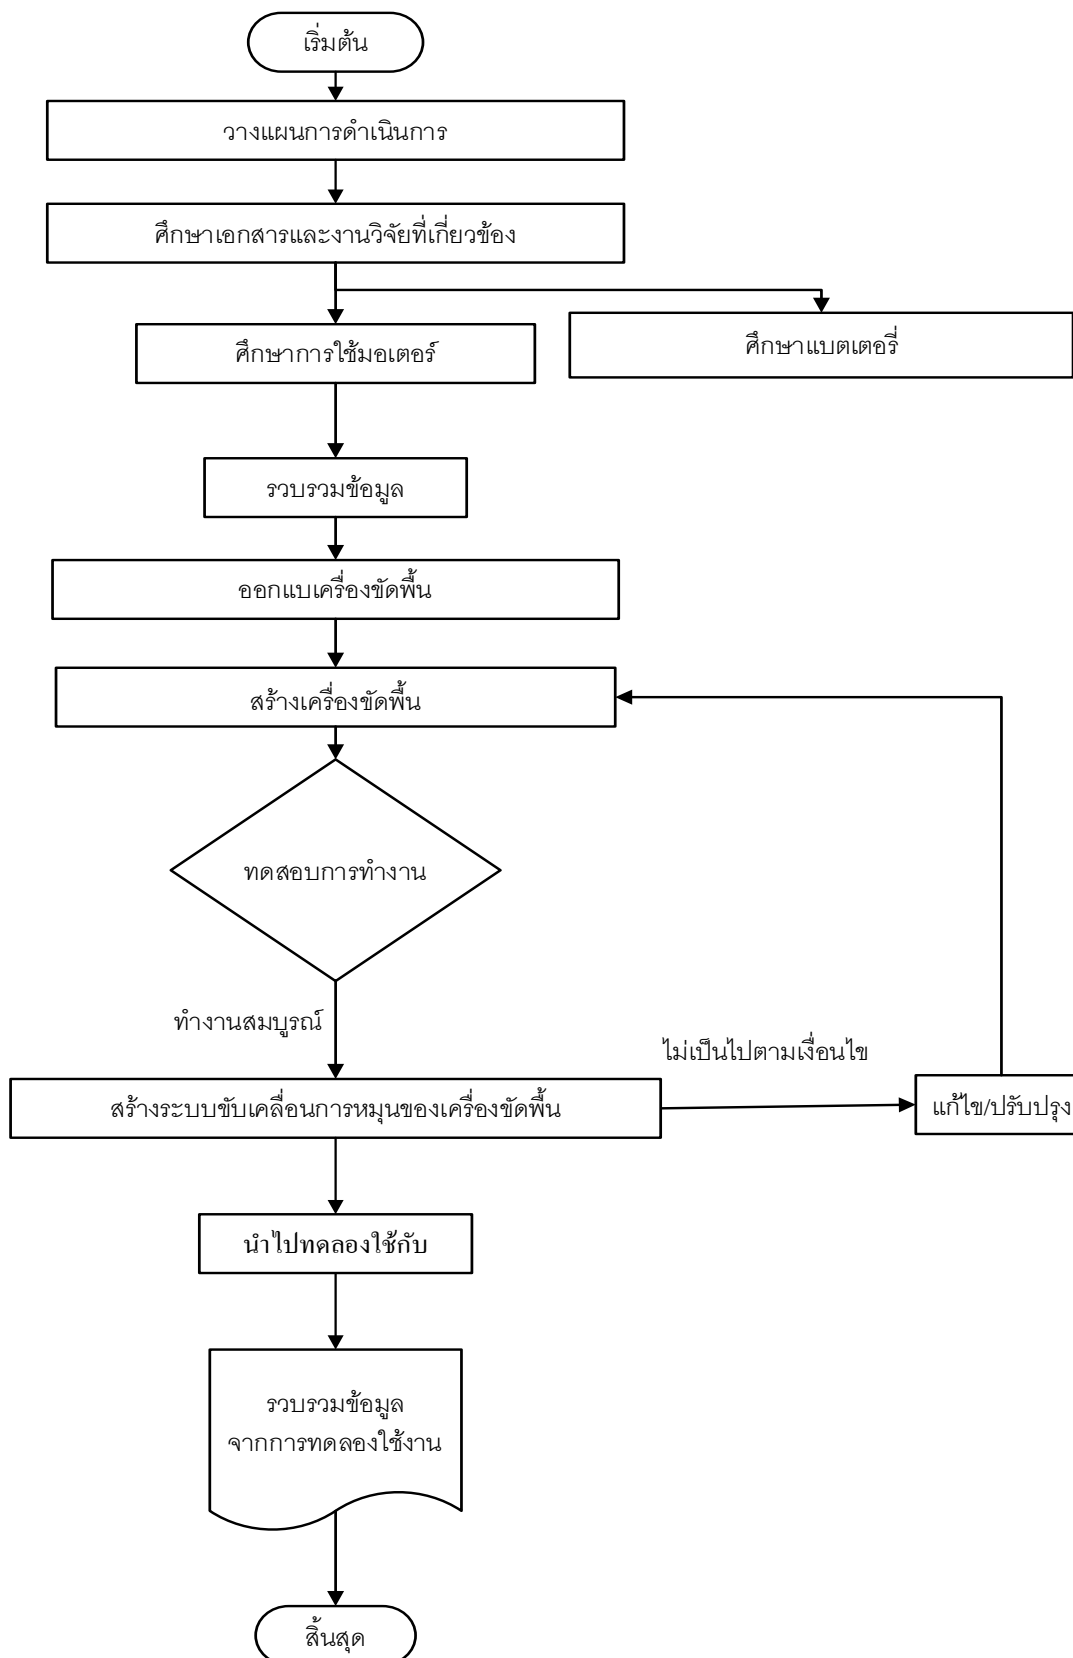 เริ่มต้น
วางแผนการดำเนินการ
ศึกษาเอกสารและงานวิจัยที่เกี่ยวข้อง
ศึกษาการใช้มอเตอร์
ศึกษาแบตเตอรี่
รวบรวมข้อมูล
ออกแบเครื่องขัดพื้น
สร้างเครื่องขัดพื้น
ทดสอบการทำงาน
ทำงานสมบูรณ์
ไม่เป็นไปตามเงื่อนไข
สร้างระบบขับเคลื่อนการหมุนของเครื่องขัดพื้น
แก้ไข/ปรับปรุง
นำไปทดลองใช้กับ
รวบรวมข้อมูล
จากการทดลองใช้งาน
สิ้นสุด